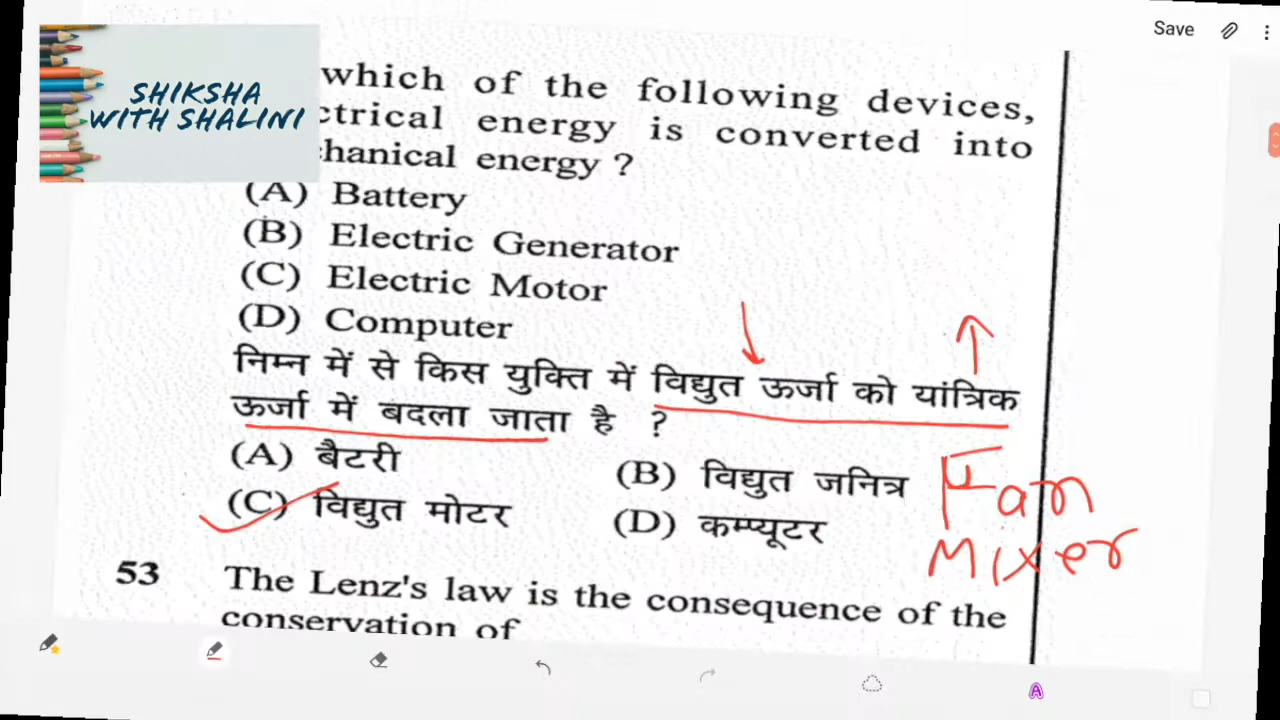 Save
SHIKSHA
WITH SHALINI
which of the following devices,
ctrical energy is converted into
hanical energy ?
(A) Battery
(B) Electric Generator
(C) Electric Motor
(D) Computer
निम्न में से किस युक्ति में विद्युत ऊर्जा को यांत्रिक
ऊर्जा में बदला जाता है ?
(A) बैटरी
(B) विद्युत जनित्र
(C) विद्युत मोटर
(D) कम्प्यूटर
Fan
Mixer
53 The Lenz's law is the consequence of the
conservation of
A